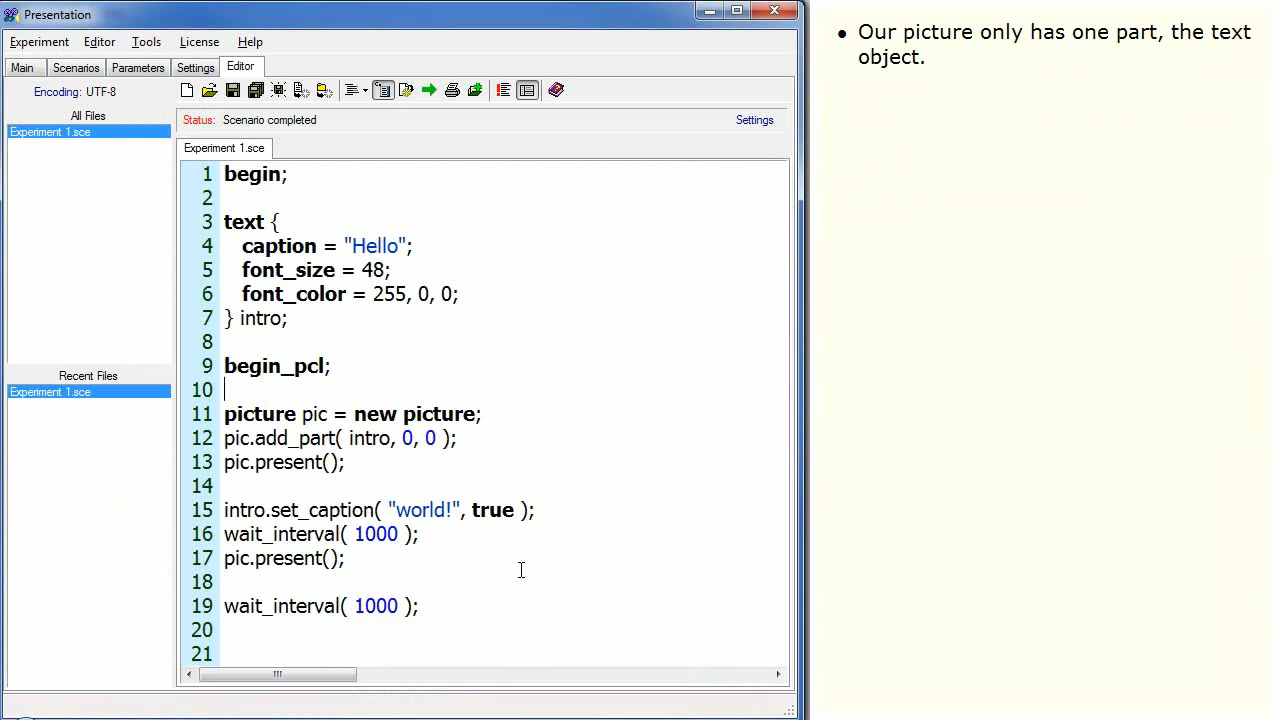 Presentation
Experiment Editor Tools License Help
Main Scenarios Parameters Settings Editor
Encoding: UTF-8
All Files
Experiment 1.sce
Recent Files
Experiment 1.sce
Status: Scenario completed Settings
Experiment 1.sce
1 begin;
2
3 text {
4 caption = "Hello";
5 font_size = 48;
6 font_color = 255, 0, 0;
7 } intro;
8
9 begin_pcl;
10
11 picture pic = new picture;
12 pic.add_part( intro, 0, 0 );
13 pic.present();
14
15 intro.set_caption( "world!", true );
16 wait_interval( 1000 );
17 pic.present();
18
19 wait_interval( 1000 );
20
21
• Our picture only has one part, the text
object.